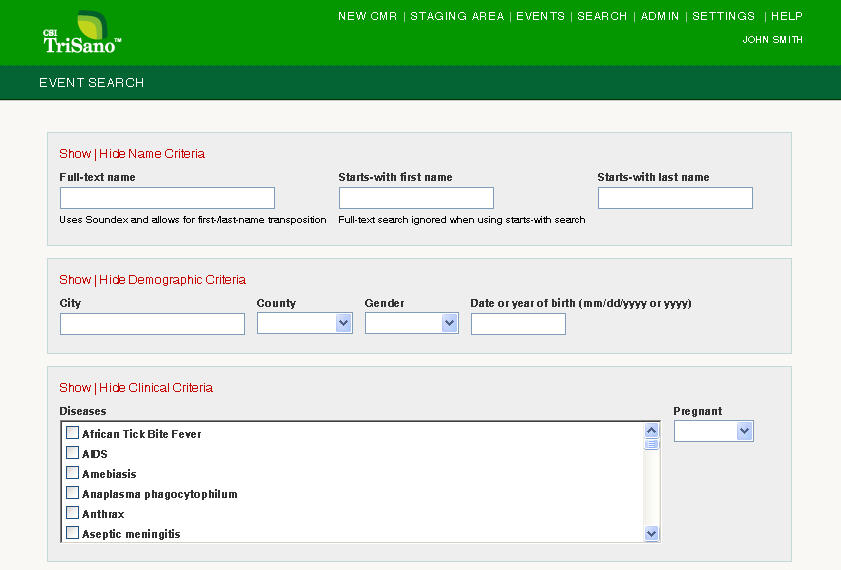 NEW CMR | STAGING AREA | EVENTS | SEARCH | ADMIN | SETTINGS | HELP
CSI
TriSano™
JOHN SMITH
EVENT SEARCH
Show | Hide Name Criteria
Full-text name Starts-with first name Starts-with last name
Uses Soundex and allows for first-/last-name transposition Full-text search ignored when using starts-with search
Show | Hide Demographic Criteria
City County Gender Date or year of birth (mm/dd/yyyy or yyyy)
Show | Hide Clinical Criteria
Diseases Pregnant
African Tick Bite Fever
AIDS
Amebiasis
Anaplasma phagocytophilum
Anthrax
Aseptic meningitis